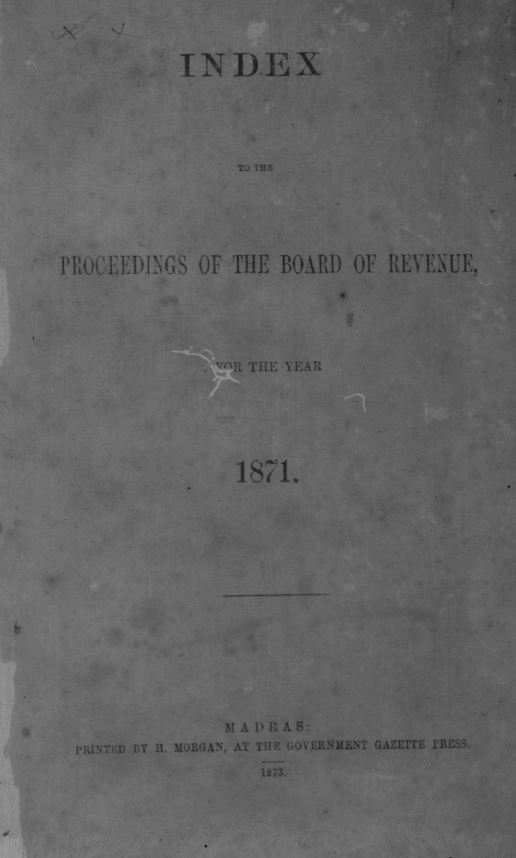 INDEX
TO THE
PROCEEDINGS OF THE BOARD OF REVENUE,
FOR THE YEAR
1871.
MADRAS:
PRINTED BY H. MORGAN, AT THE GOVERNMENT GAZETTE PRESS.
1873.